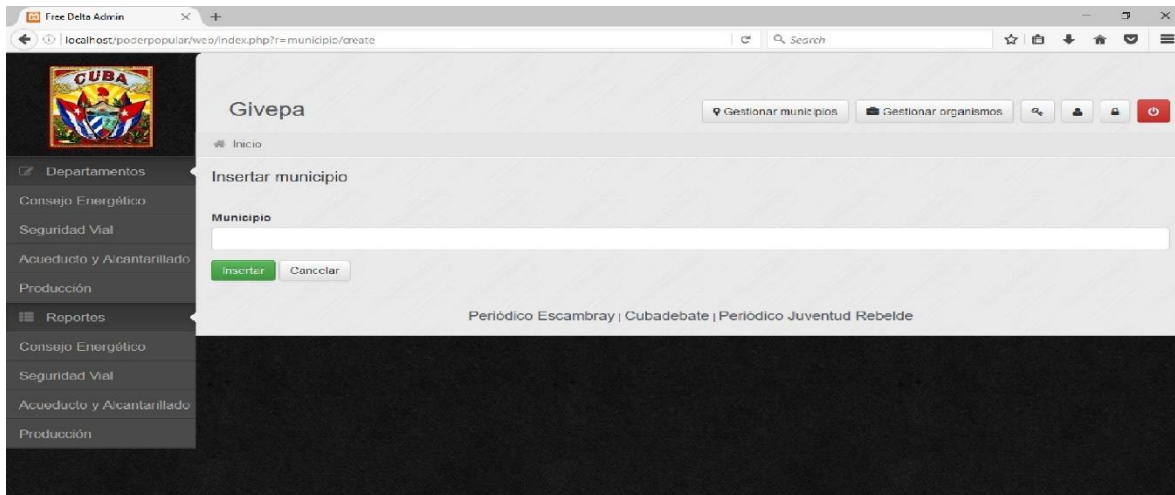 Free Delta Admin
localhost/poderpopular/web/index.php?r=municipio/create
Search
CUBA
Givepa
Gestionar municipios
Gestionar organismos
Inicio
Departamentos
Insertar municipio
Consejo Energético
Municipio
Seguridad Vial
Acueducto y Alcantarillado
Insertar
Cancelar
Producción
Reportes
Periódico Escambray | Cubadebate | Periódico Juventud Rebelde
Consejo Energético
Seguridad Vial
Acueducto y Alcantarillado
Producción